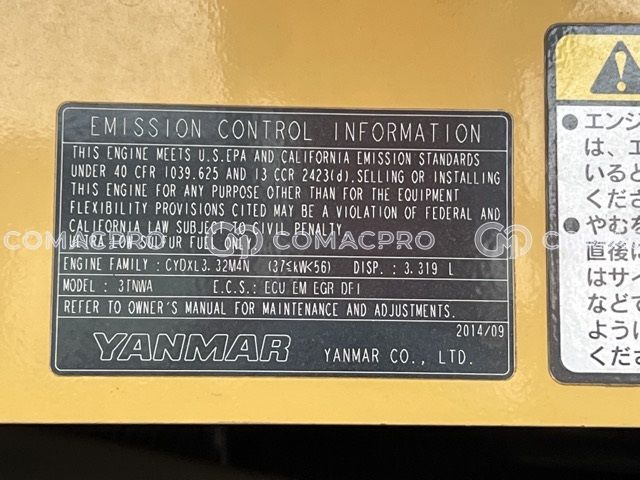 EMISSION CONTROL INFORMATION
THIS ENGINE MEETS U.S.EPA AND CALIFORNIA EMISSION STANDARDS
UNDER 40 CFR 1039.625 AND 13 CCR 2423(d).SELLING OR INSTALLING
THIS ENGINE FOR ANY PURPOSE OTHER THAN FOR THE EQUIPMENT
FLEXIBILITY PROVISIONS CITED MAY BE A VIOLATION OF FEDERAL AND
CALIFORNIA LAW SUBJECT TO CIVIL PENALTY.
ULTRA LOW SULFUR FUEL ONLY
ENGINE FAMILY : CYDXL3.32M4N (37≤kW<56) DISP. : 3.319 L
MODEL : 3TNWA E.C.S.: ECU EM EGR DFI
REFER TO OWNER'S MANUAL FOR MAINTENANCE AND ADJUSTMENTS.
2014/09
YANMAR YANMAR CO., LTD.
COMACPRO
● エンジ
は、エ
いると
くださ
● やむを
直後に
はサイ
などで
ように
くださ